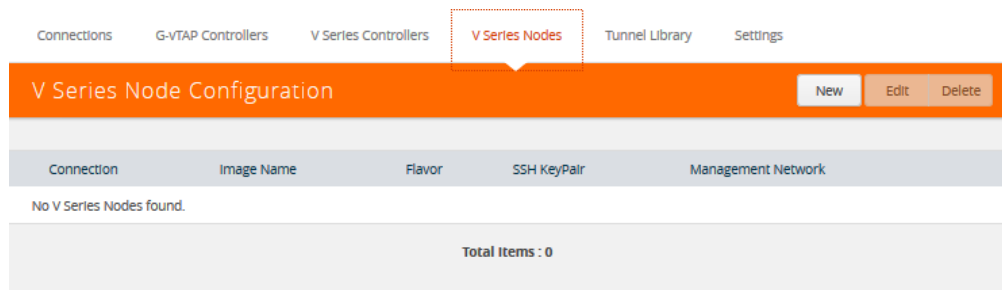 Connections G-vTAP Controllers V Series Controllers V Series Nodes Tunnel Library Settings
V Series Node Configuration New Edit Delete
Connection Image Name Flavor SSH KeyPair Management Network
No V Series Nodes found.
Total Items : 0